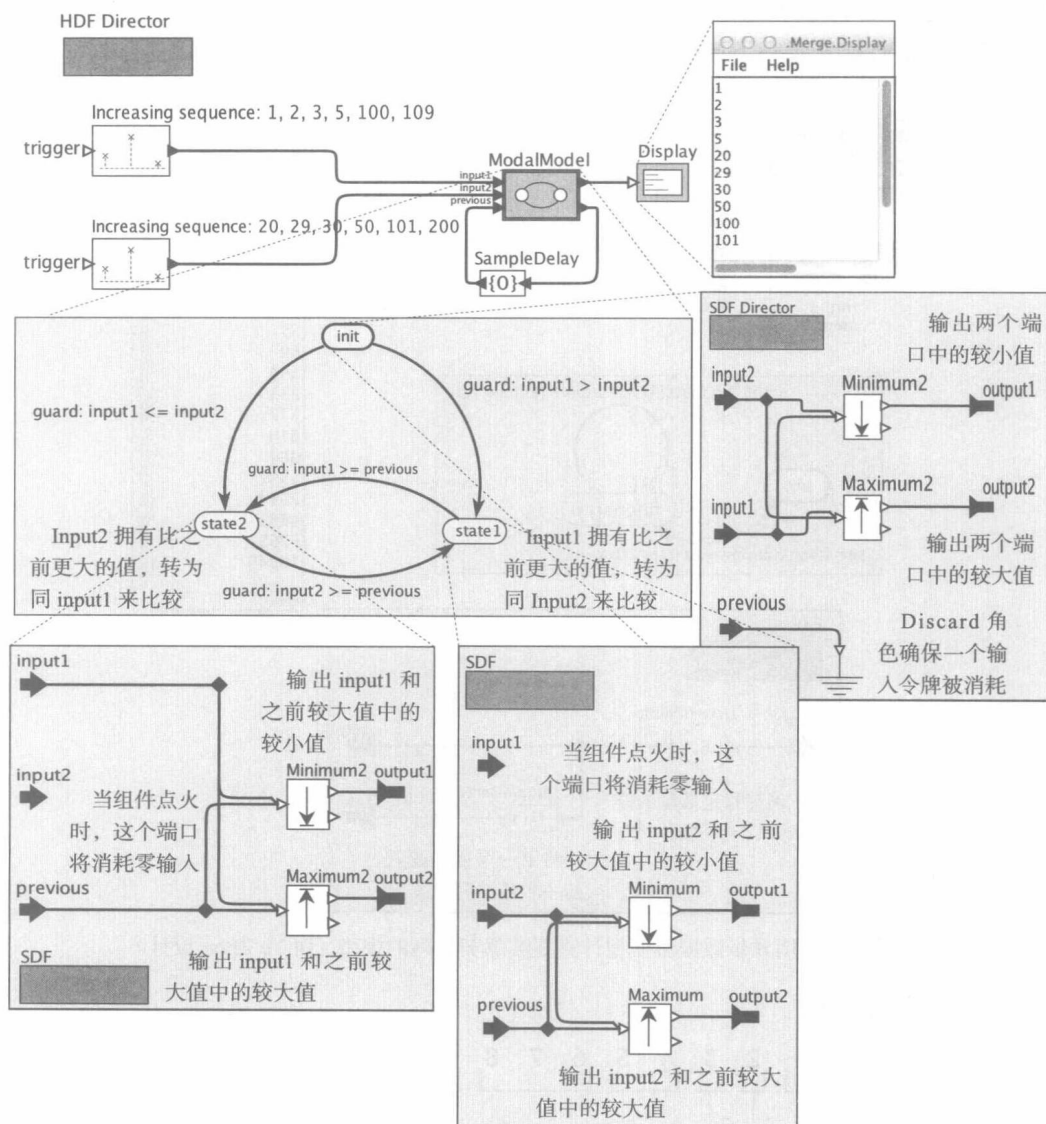 HDF Director
.Merge.Display
File Help
1
2
3
5
20
29
30
50
100
101
Increasing sequence: 1, 2, 3, 5, 100, 109
trigger
ModalModel
input1
input2
previous
Display
Increasing sequence: 20, 29, 30, 50, 101, 200
trigger
SampleDelay
{0}
init
guard: input1 <= input2
guard: input1 > input2
guard: input1 >= previous
state2
state1
guard: input2 >= previous
Input2 拥有比之
前更大的值，转为
同 input1 来比较
Input1 拥有比之
前更大的值，转为
同 Input2 来比较
SDF Director
输出两个端
口中的较小值
input2
Minimum2
output1
input1
Maximum2
output2
输出两个端
口中的较大值
previous
Discard 角
色确保一个输
入令牌被消耗
input1
输出 input1 和
之前较大值中的
较小值
input2
Minimum2
output1
当组件点火
时，这个端口
将消耗零输入
previous
Maximum2
output2
SDF
输出 input1 和之前较
大值中的较大值
SDF
input1
当组件点火时，这
个端口将消耗零输入
输出 input2 和之前
较大值中的较小值
input2
Minimum
output1
previous
Maximum
output2
输出 input2 和之前较大
值中的较大值